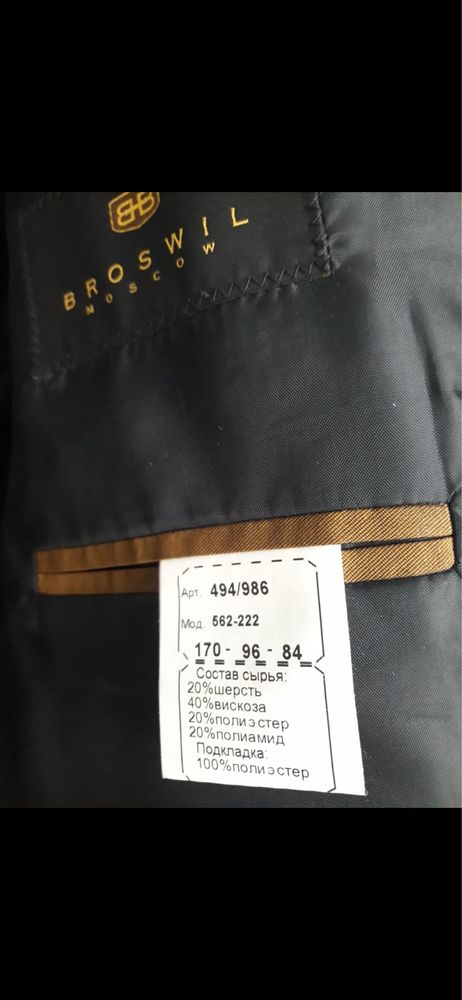 BROSWIL
MOSCOW
Арт. 494/986
Мод. 562-222
170 - 96 - 84
Состав сырья:
20%шерсть
40%вискоза
20%полиэстер
20%полиамид
Подкладка:
100%полиэстер